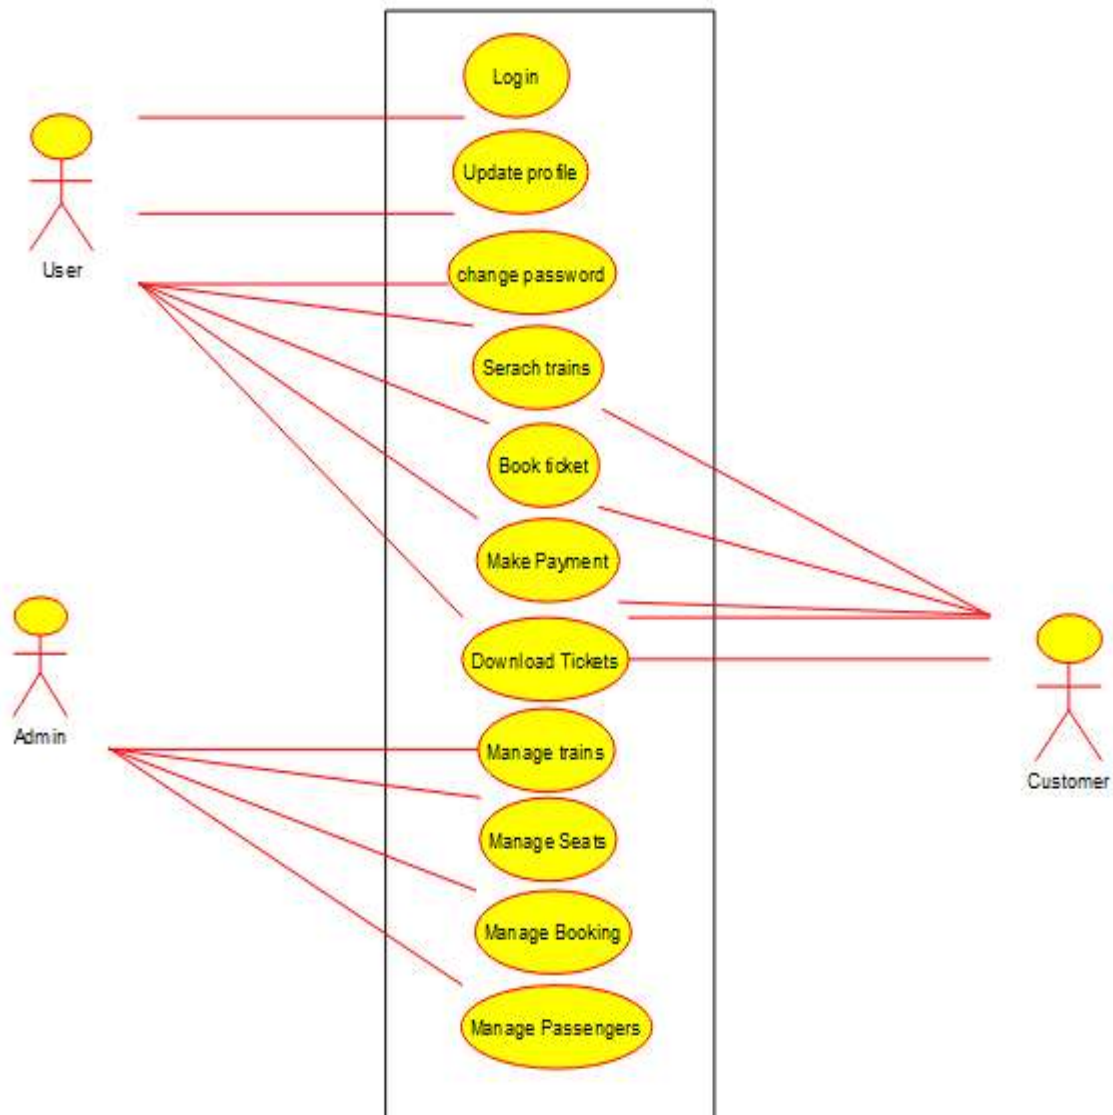 Login
Update profile
User
change password
Serach trains
Book ticket
Make Payment
Download Tickets
Admin
Manage trains
Customer
Manage Seats
Manage Booking
Manage Passengers